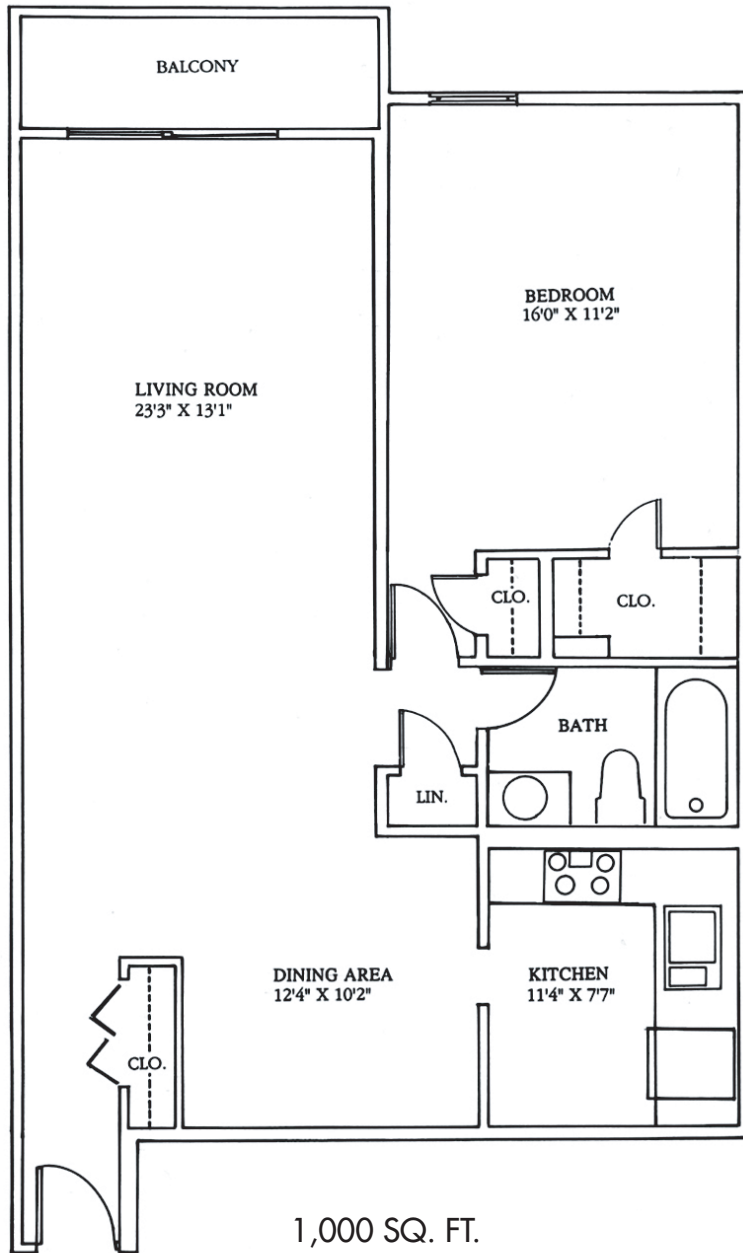 BALCONY
BEDROOM
16'0" X 11'2"
LIVING ROOM
23'3" X 13'1"
CLO.
CLO.
BATH
LIN.
DINING AREA
12'4" X 10'2"
KITCHEN
11'4" X 7'7"
CLO.
1,000 SQ. FT.